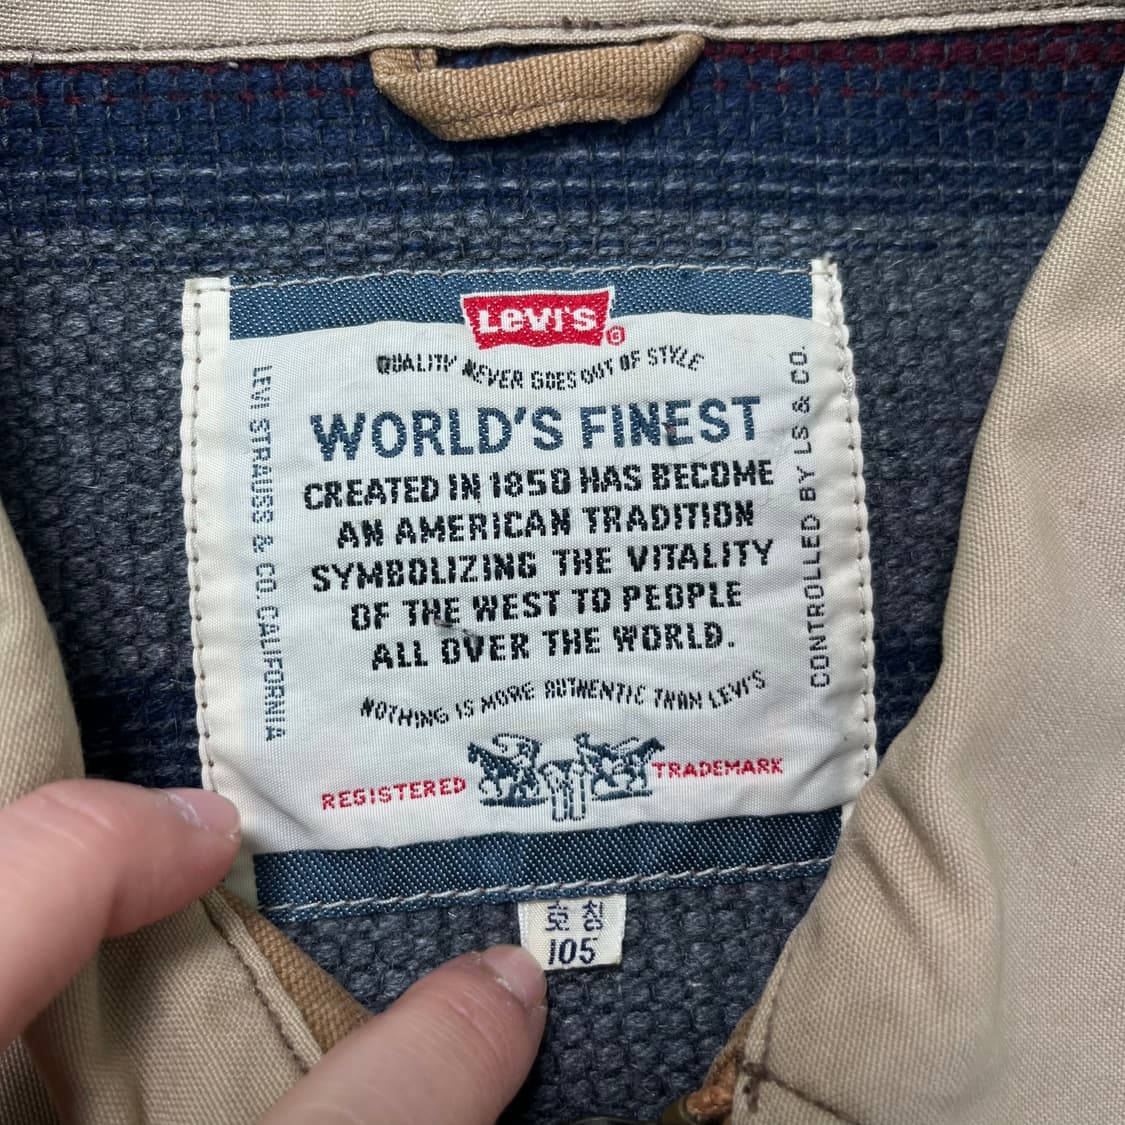 LEVI'S
QUALITY NEVER GOES OUT OF STYLE
WORLD'S FINEST
CREATED IN 1850 HAS BECOME
AN AMERICAN TRADITION
SYMBOLIZING THE VITALITY
OF THE WEST TO PEOPLE
ALL OVER THE WORLD.
NOTHING IS MORE AUTHENTIC THAN LEVI'S
REGISTERED TRADEMARK
LEVI STRAUSS & CO. CALIFORNIA
CONTROLLED BY LS & CO.
호칭
105